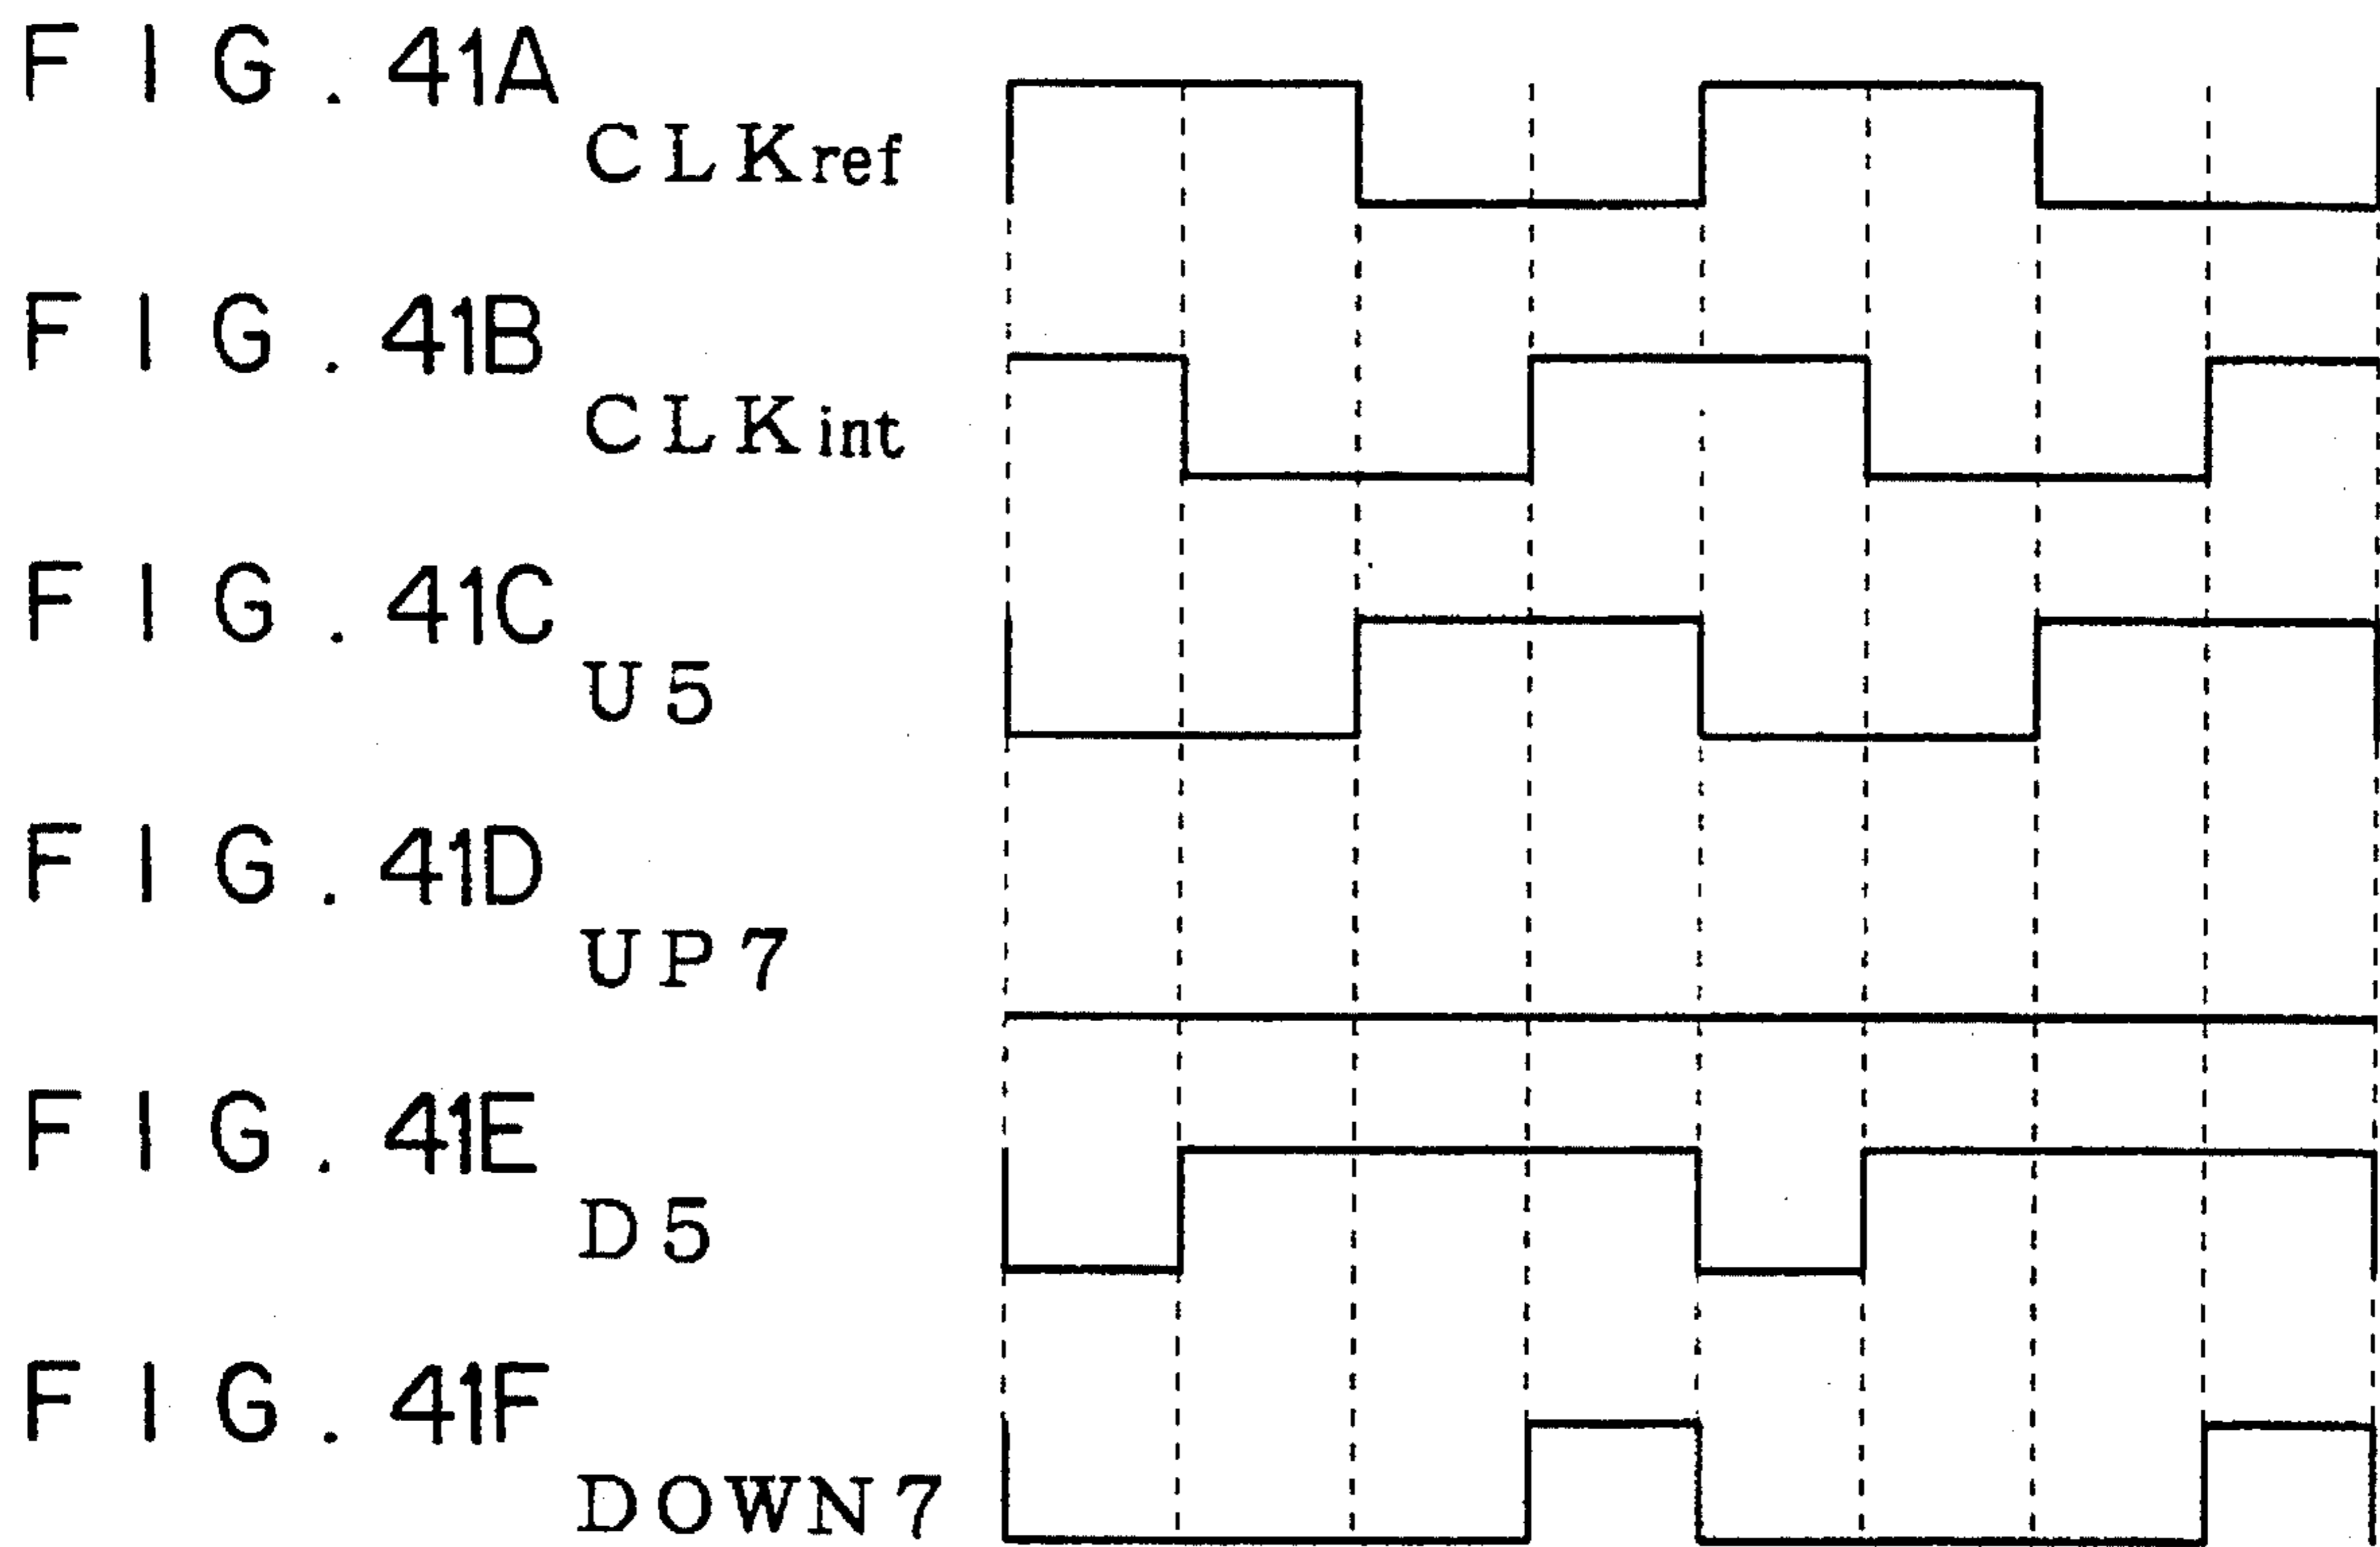 FIG. 41A
CLKref
FIG. 41B
CLKint
FIG. 41C
U5
FIG. 41D
UP7
FIG. 41E
D5
FIG. 41F
DOWN7